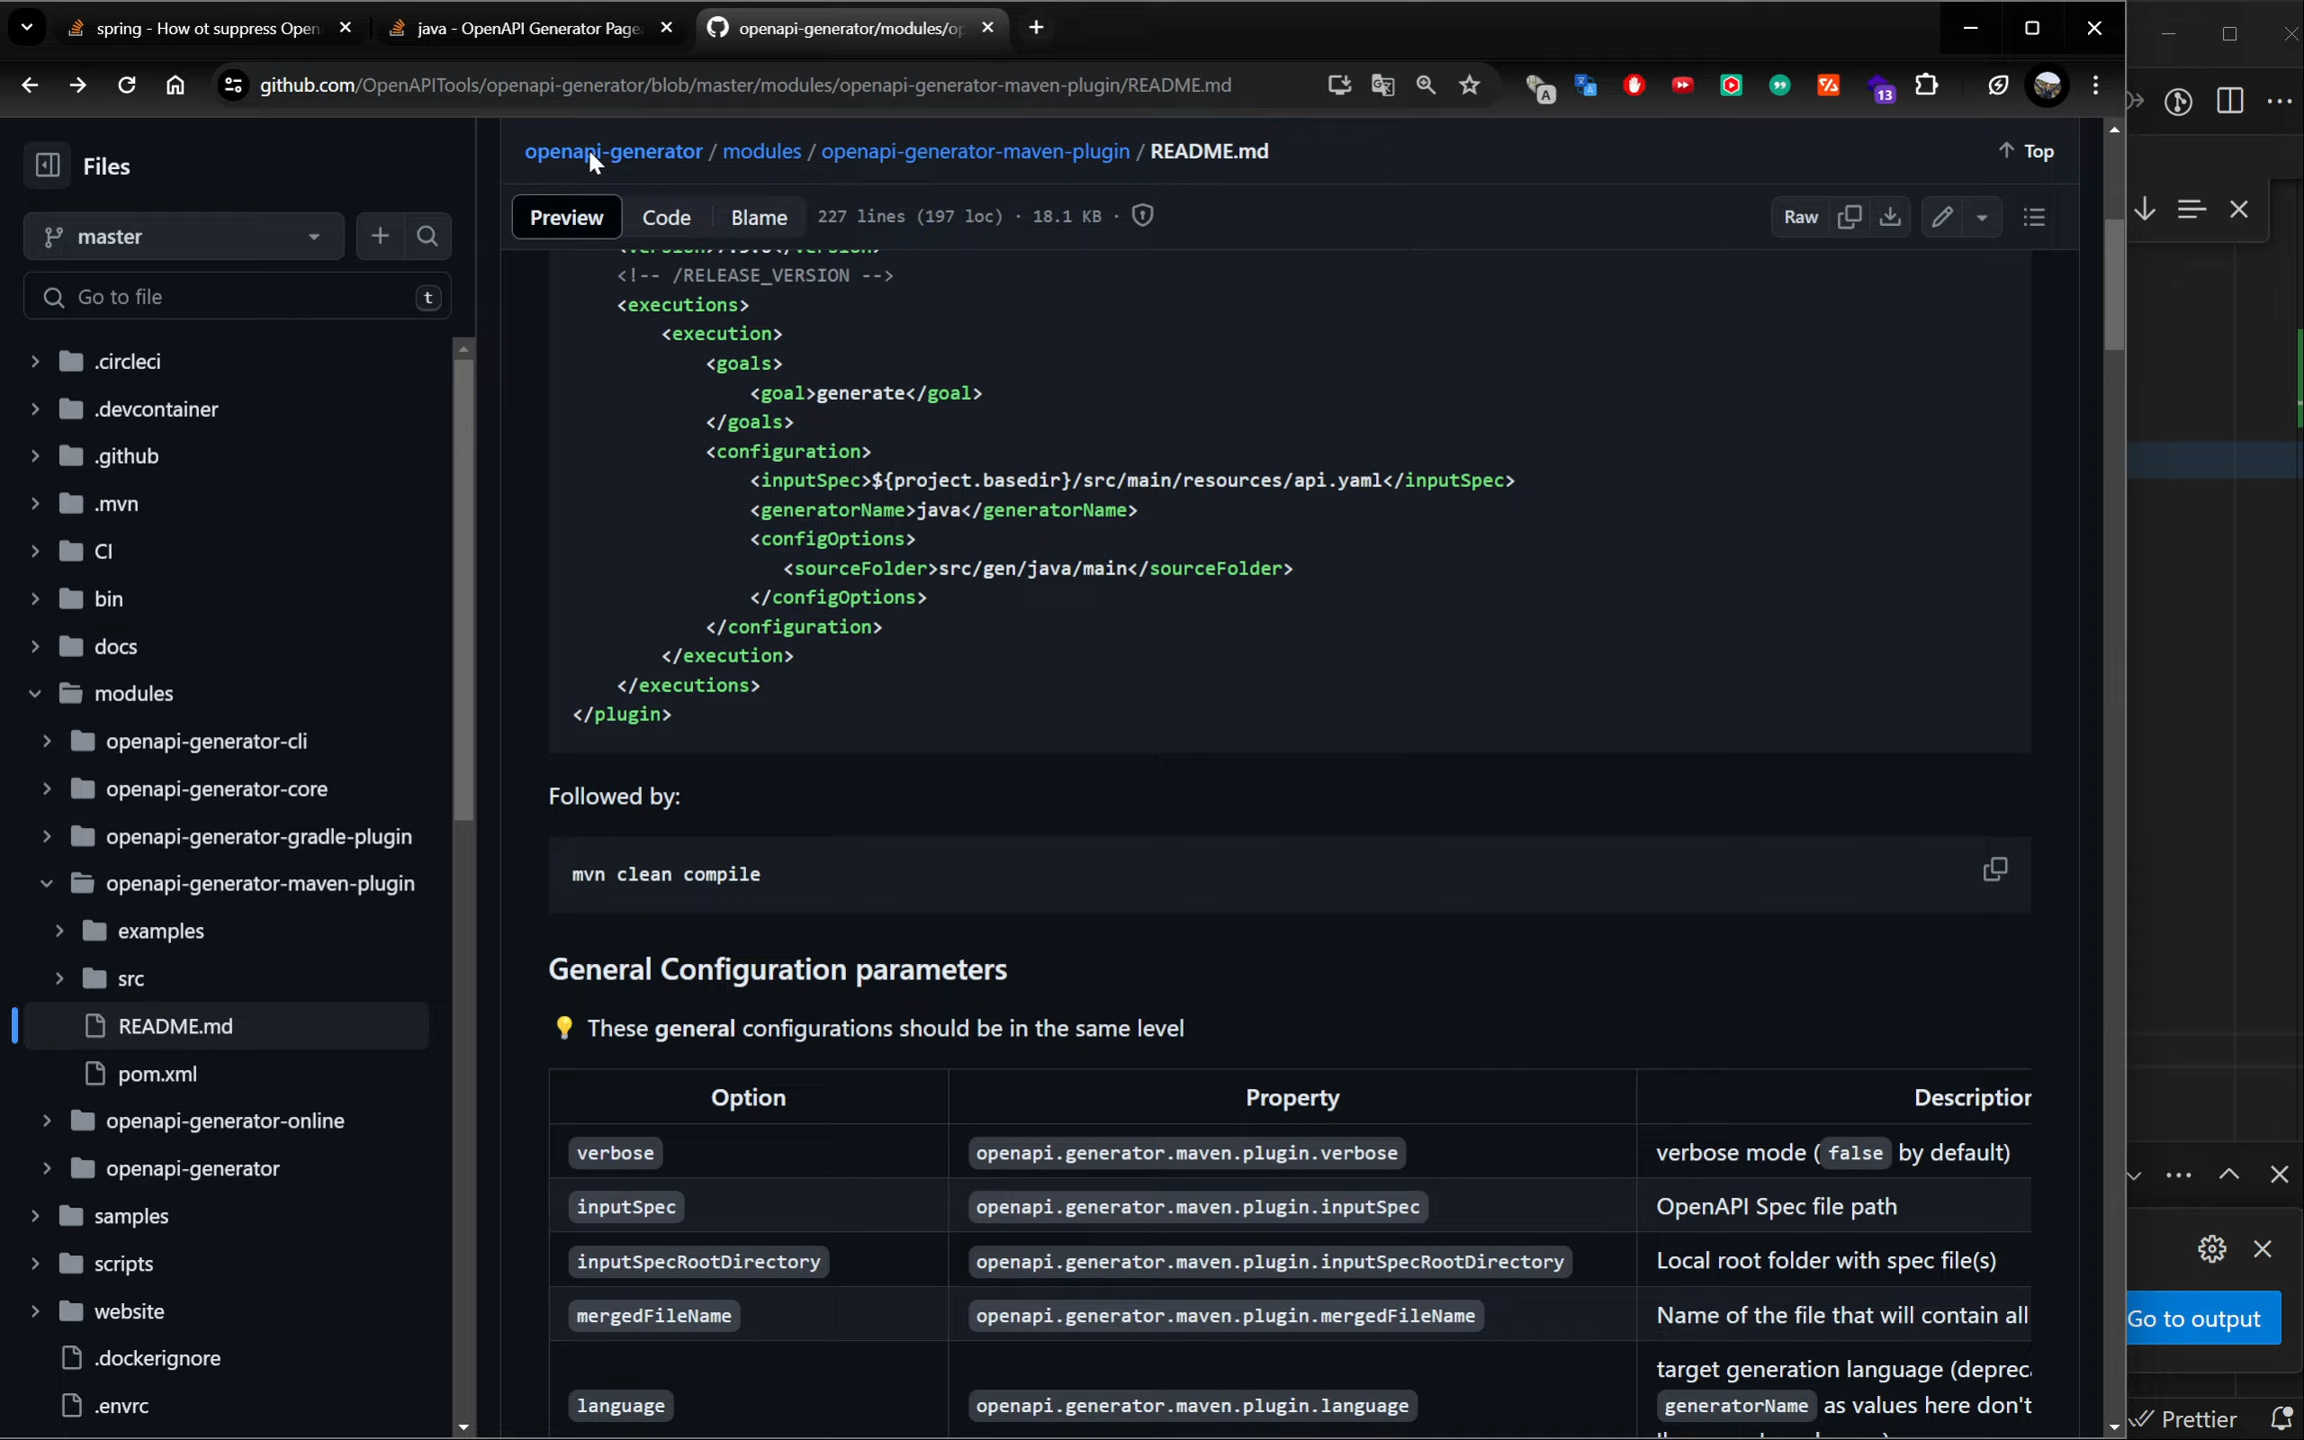 spring - How ot suppress Open
java - OpenAPI Generator Page
openapi-generator/modules/op
github.com/OpenAPITools/openapi-generator/blob/master/modules/openapi-generator-maven-plugin/README.md
A
13
Files
master
Go to file
t
.circleci
.devcontainer
.github
.mvn
CI
bin
docs
modules
openapi-generator-cli
openapi-generator-core
openapi-generator-gradle-plugin
openapi-generator-maven-plugin
examples
src
README.md
pom.xml
openapi-generator-online
openapi-generator
samples
scripts
website
.dockerignore
.envrc
openapi-generator / modules / openapi-generator-maven-plugin / README.md
Top
Preview Code Blame 227 lines (197 loc) · 18.1 KB ·
Raw
<!-- /RELEASE_VERSION -->
<executions>
<execution>
<goals>
<goal>generate</goal>
</goals>
<configuration>
<inputSpec>${project.basedir}/src/main/resources/api.yaml</inputSpec>
<generatorName>java</generatorName>
<configOptions>
<sourceFolder>src/gen/java/main</sourceFolder>
</configOptions>
</configuration>
</execution>
</executions>
</plugin>
Followed by:
mvn clean compile
General Configuration parameters
💡 These general configurations should be in the same level
Option Property Description
verbose openapi.generator.maven.plugin.verbose verbose mode ( false by default)
inputSpec openapi.generator.maven.plugin.inputSpec OpenAPI Spec file path
inputSpecRootDirectory openapi.generator.maven.plugin.inputSpecRootDirectory Local root folder with spec file(s)
mergedFileName openapi.generator.maven.plugin.mergedFileName Name of the file that will contain all
target generation language (depreca
language openapi.generator.maven.plugin.language generatorName as values here don't
Go to output
Prettier